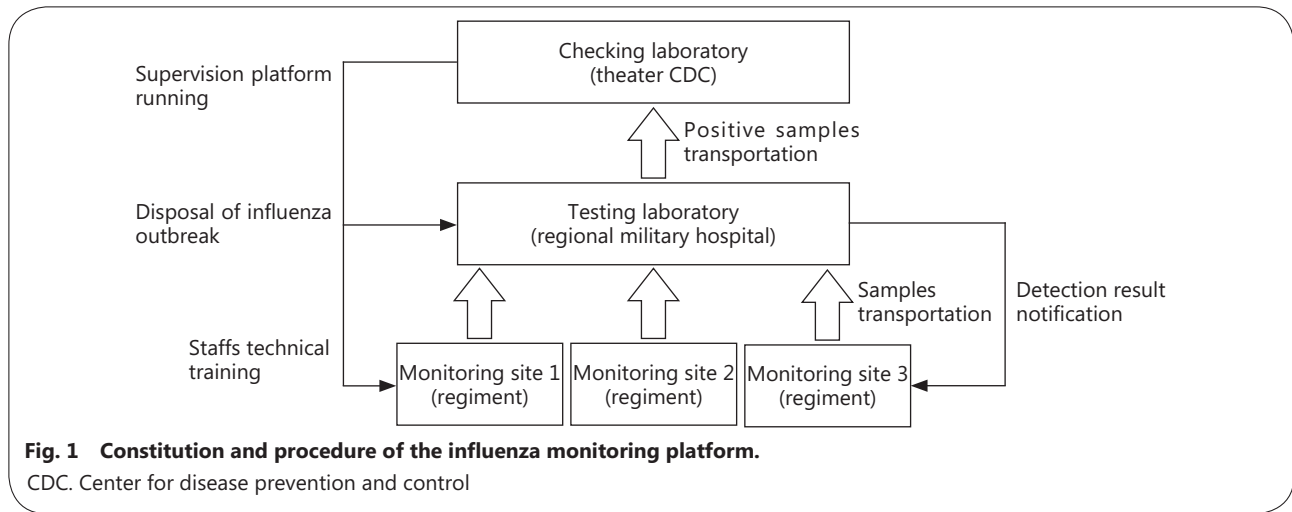 Checking laboratory
(theater CDC)
Supervision platform
running
Positive samples
transportation
Disposal of influenza
outbreak
Testing laboratory
(regional military hospital)
Samples
transportation
Detection result
notification
Staffs technical
training
Monitoring site 1
(regiment)
Monitoring site 2
(regiment)
Monitoring site 3
(regiment)
Fig. 1 Constitution and procedure of the influenza monitoring platform.
CDC. Center for disease prevention and control